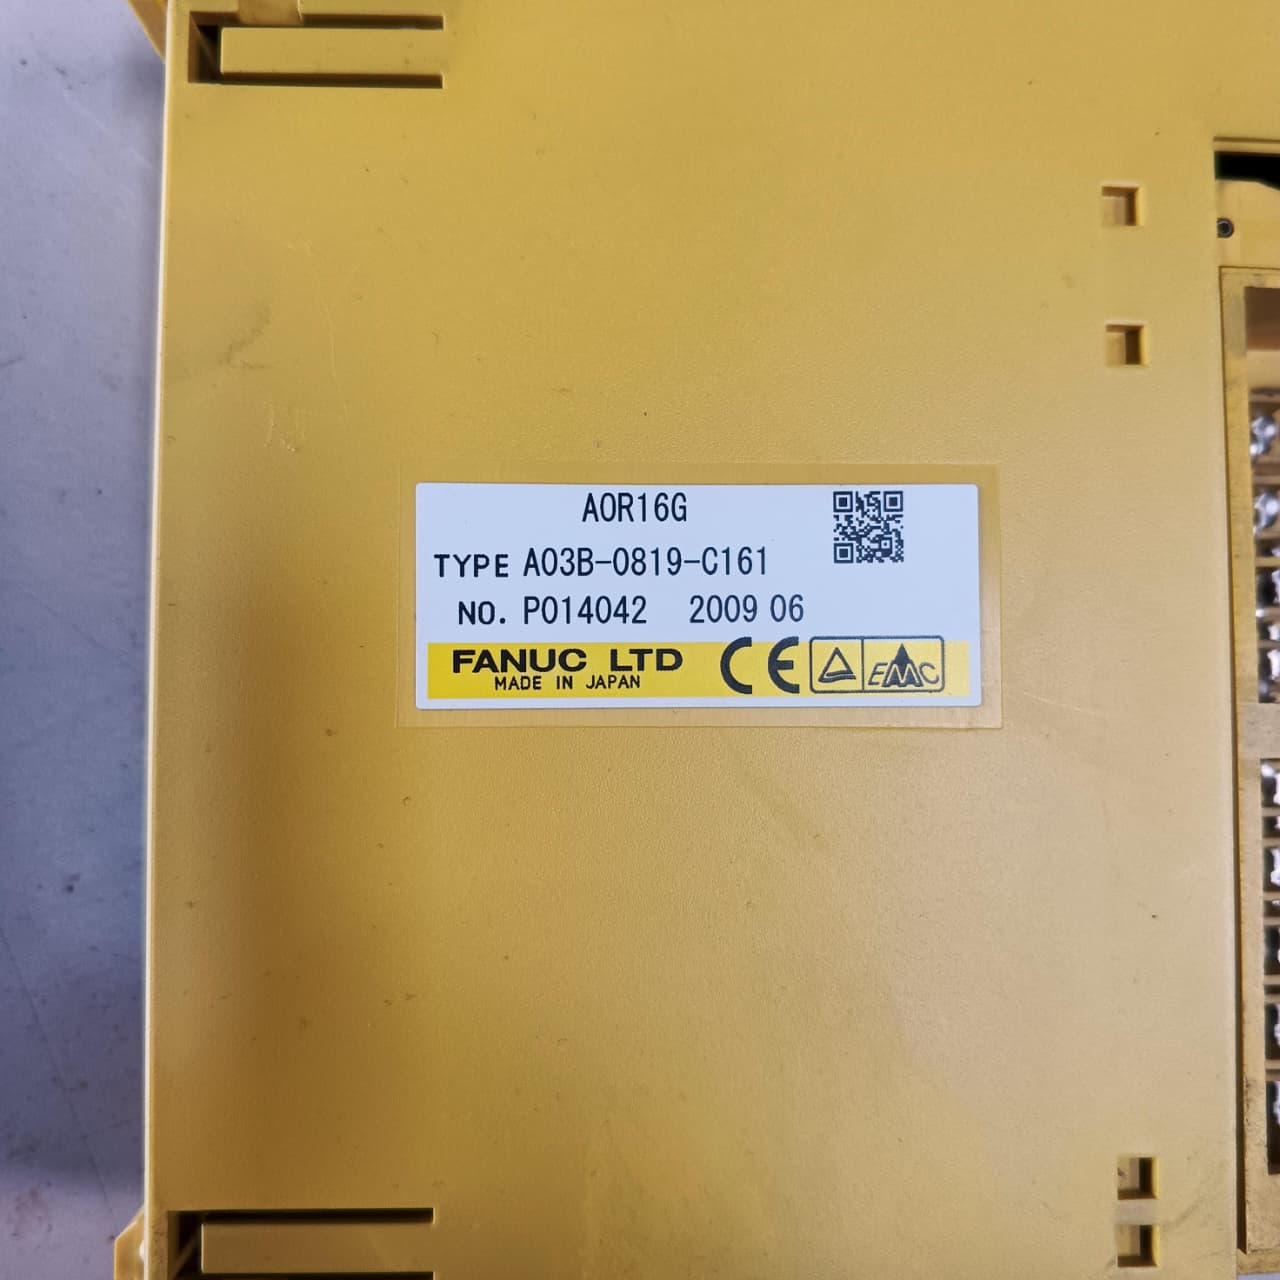 AOR16G
TYPE A03B-0819-C161
NO. P014042 2009 06
FANUC LTD CE EMC
MADE IN JAPAN